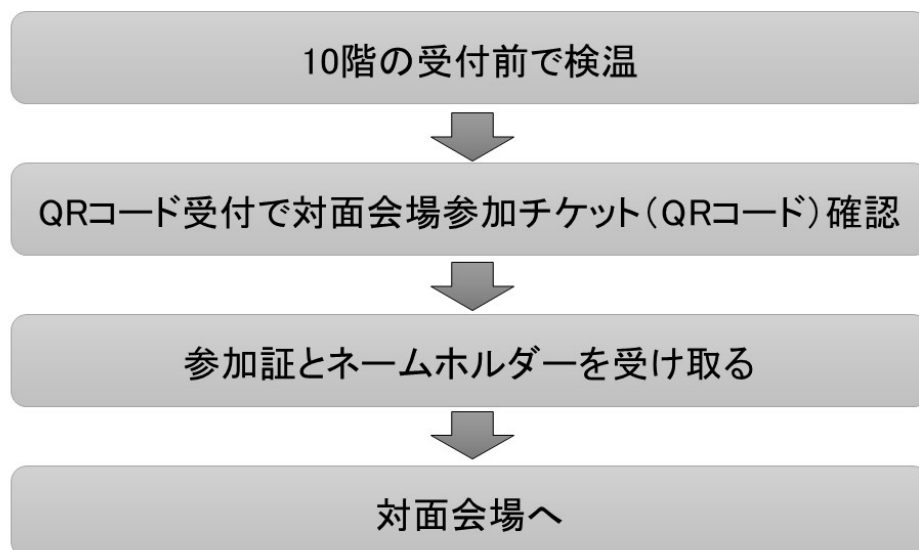 10階の受付前で検温
QRコード受付で対面会場参加チケット（QRコード）確認
参加証とネームホルダーを受け取る
対面会場へ